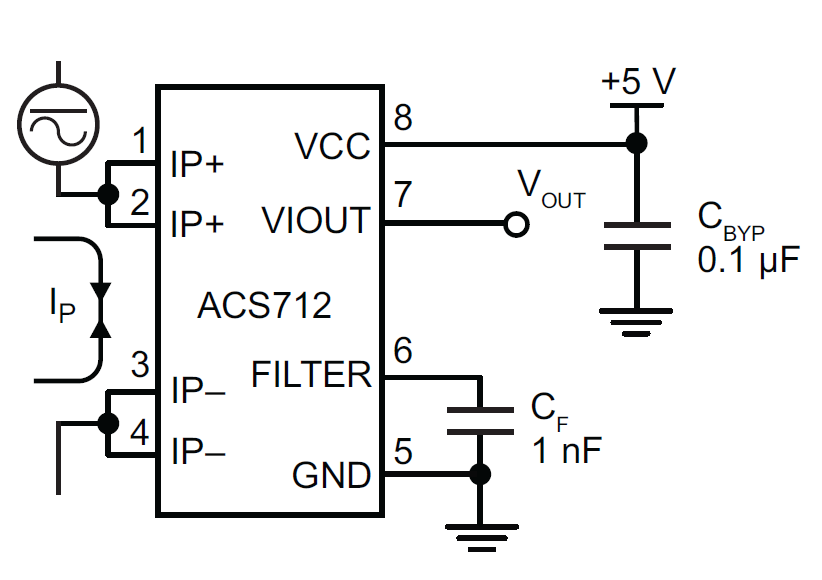 +5 V
1
IP+
VCC
8
2
IP+
VIOUT
7
VOUT
CBYP
0.1 µF
IP
ACS712
3
IP–
FILTER
6
CF
1 nF
4
IP–
GND
5